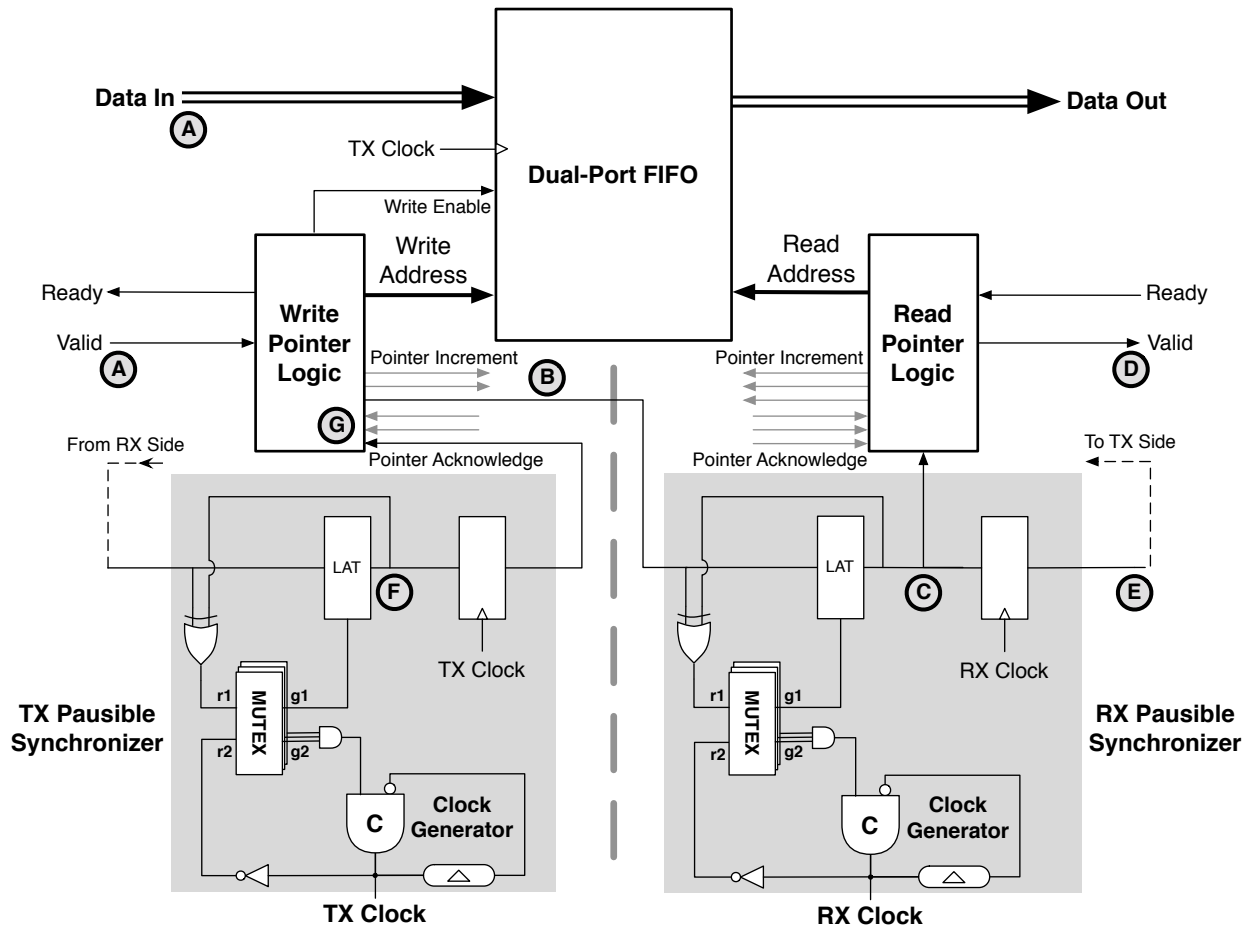 Data In
A
Data Out
TX Clock
Dual-Port FIFO
Write Enable
Write
Address
Read
Address
Ready
Valid
A
Write
Pointer
Logic
G
Read
Pointer
Logic
Ready
Valid
D
Pointer Increment
B
Pointer Increment
From RX Side
Pointer Acknowledge
Pointer Acknowledge
To TX Side
LAT
F
TX Clock
LAT
C
RX Clock
E
r1
g1
MUTEX
r2
g2
r1
g1
MUTEX
r2
g2
TX Pausible
Synchronizer
RX Pausible
Synchronizer
C
Clock
Generator
C
Clock
Generator
TX Clock
RX Clock